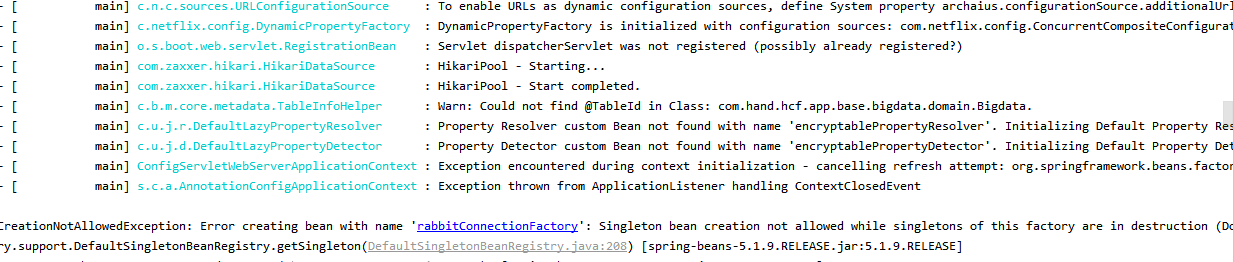 - [           main] c.n.c.sources.URLConfigurationSource     : To enable URLs as dynamic configuration sources, define System property archaius.configurationSource.additionalUrl
- [           main] c.netflix.config.DynamicPropertyFactory  : DynamicPropertyFactory is initialized with configuration sources: com.netflix.config.ConcurrentCompositeConfigurat
- [           main] o.s.boot.web.servlet.RegistrationBean    : Servlet dispatcherServlet was not registered (possibly already registered?)
- [           main] com.zaxxer.hikari.HikariDataSource       : HikariPool - Starting...
- [           main] com.zaxxer.hikari.HikariDataSource       : HikariPool - Start completed.
- [           main] c.b.m.core.metadata.TableInfoHelper      : Warn: Could not find @TableId in Class: com.hand.hcf.app.base.bigdata.domain.Bigdata.
- [           main] c.u.j.r.DefaultLazyPropertyResolver      : Property Resolver custom Bean not found with name 'encryptablePropertyResolver'. Initializing Default Property Res
- [           main] c.u.j.d.DefaultLazyPropertyDetector      : Property Detector custom Bean not found with name 'encryptablePropertyDetector'. Initializing Default Property Det
- [           main] ConfigServletWebServerApplicationContext : Exception encountered during context initialization - cancelling refresh attempt: org.springframework.beans.factor
- [           main] s.c.a.AnnotationConfigApplicationContext : Exception thrown from ApplicationListener handling ContextClosedEvent
CreationNotAllowedException: Error creating bean with name 'rabbitConnectionFactory': Singleton bean creation not allowed while singletons of this factory are in destruction (Do
ry.support.DefaultSingletonBeanRegistry.getSingleton(DefaultSingletonBeanRegistry.java:208) [spring-beans-5.1.9.RELEASE.jar:5.1.9.RELEASE]